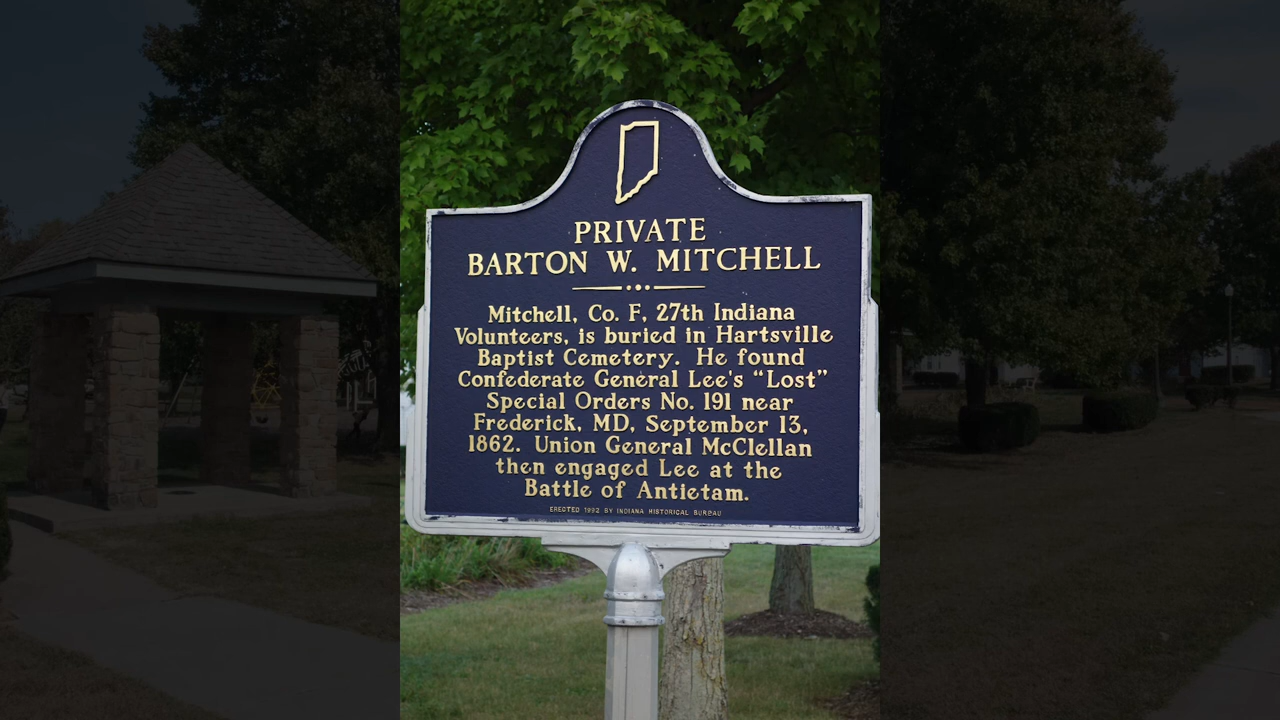 PRIVATE
BARTON W. MITCHELL
Mitchell, Co. F, 27th Indiana
Volunteers, is buried in Hartsville
Baptist Cemetery. He found
Confederate General Lee's “Lost”
Special Orders No. 191 near
Frederick, MD, September 13,
1862. Union General McClellan
then engaged Lee at the
Battle of Antietam.
ERECTED 1992 BY INDIANA HISTORICAL BUREAU